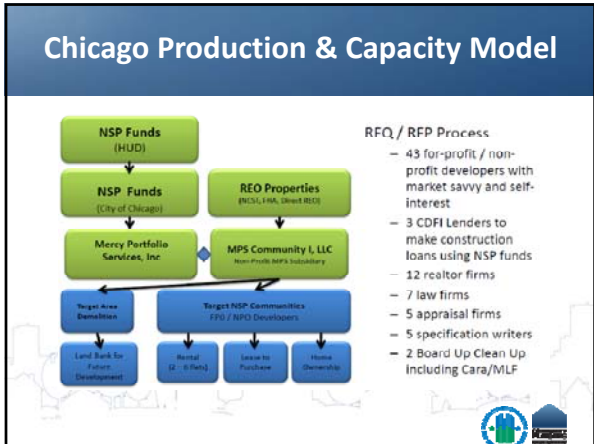 Chicago Production & Capacity Model
NSP Funds
(HUD)
NSP Funds
(City of Chicago)
REO Properties
(NCST, FHA, Direct REO)
Mercy Portfolio
Services, Inc
MPS Community I, LLC
Non-Profit MPS Subsidiary
Target Area
Demolition
Target NSP Communities
FPO / NPO Developers
Land Bank for
Future
Development
Rental
Lease to
Purchase
Home
Ownership
RFQ / RFP Process
– 43 for-profit / non-
profit developers with
market savvy and self-
interest
– 3 CDFI Lenders to
make construction
loans using NSP funds
– 12 realtor firms
– 7 law firms
– 5 appraisal firms
– 5 specification writers
– 2 Board Up Clean Up
including Cara/MLF